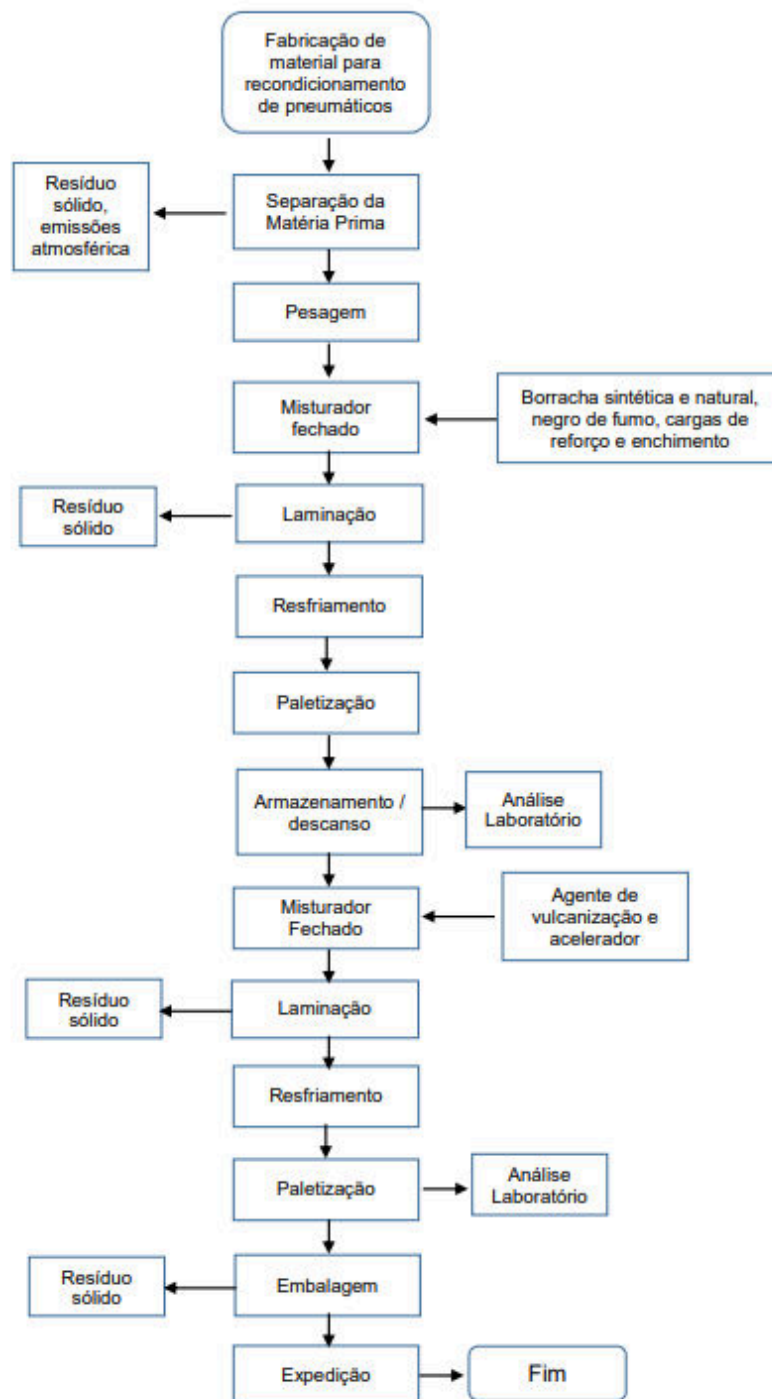 Fabricação de
material para
recondicionamento
de pneumáticos
Resíduo
sólido,
emissões
atmosférica
Separação da
Matéria Prima
Pesagem
Misturador
fechado
Borracha sintética e natural,
negro de fumo, cargas de
reforço e enchimento
Resíduo
sólido
Laminação
Resfriamento
Paletização
Armazenamento /
descanso
Análise
Laboratório
Misturador
Fechado
Agente de
vulcanização e
acelerador
Resíduo
sólido
Laminação
Resfriamento
Paletização
Análise
Laboratório
Resíduo
sólido
Embalagem
Expedição
Fim